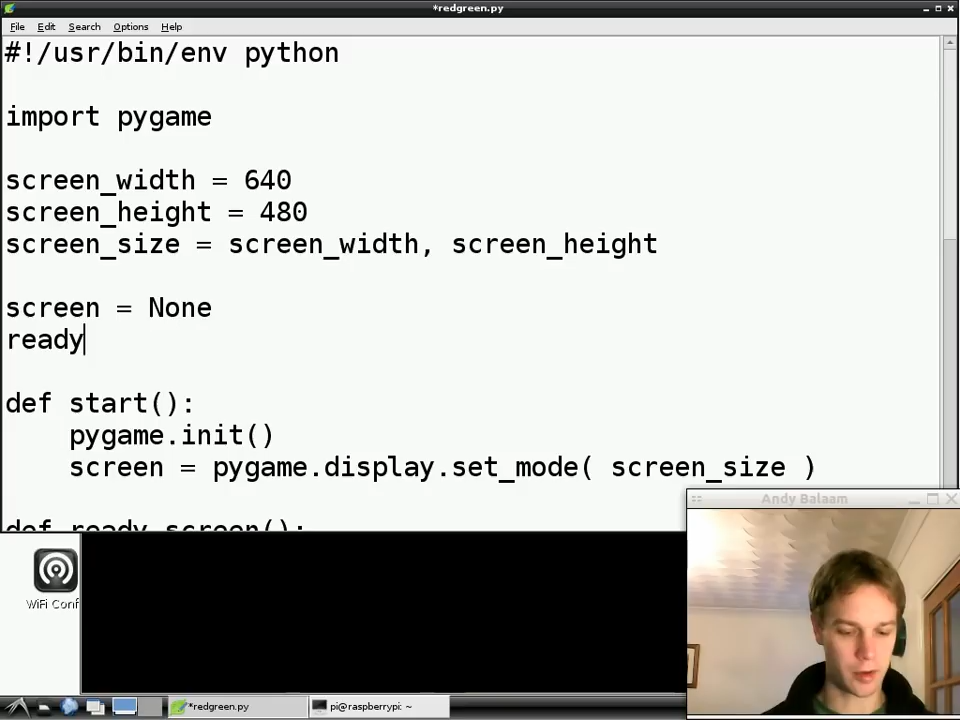 *redgreen.py
File Edit Search Options Help
#!/usr/bin/env python
import pygame
screen_width = 640
screen_height = 480
screen_size = screen_width, screen_height
screen = None
ready
def start():
    pygame.init()
    screen = pygame.display.set_mode( screen_size )
def ready_screen():
Andy Balaam
WiFi Conf
*redgreen.py
pi@raspberrypi: ~